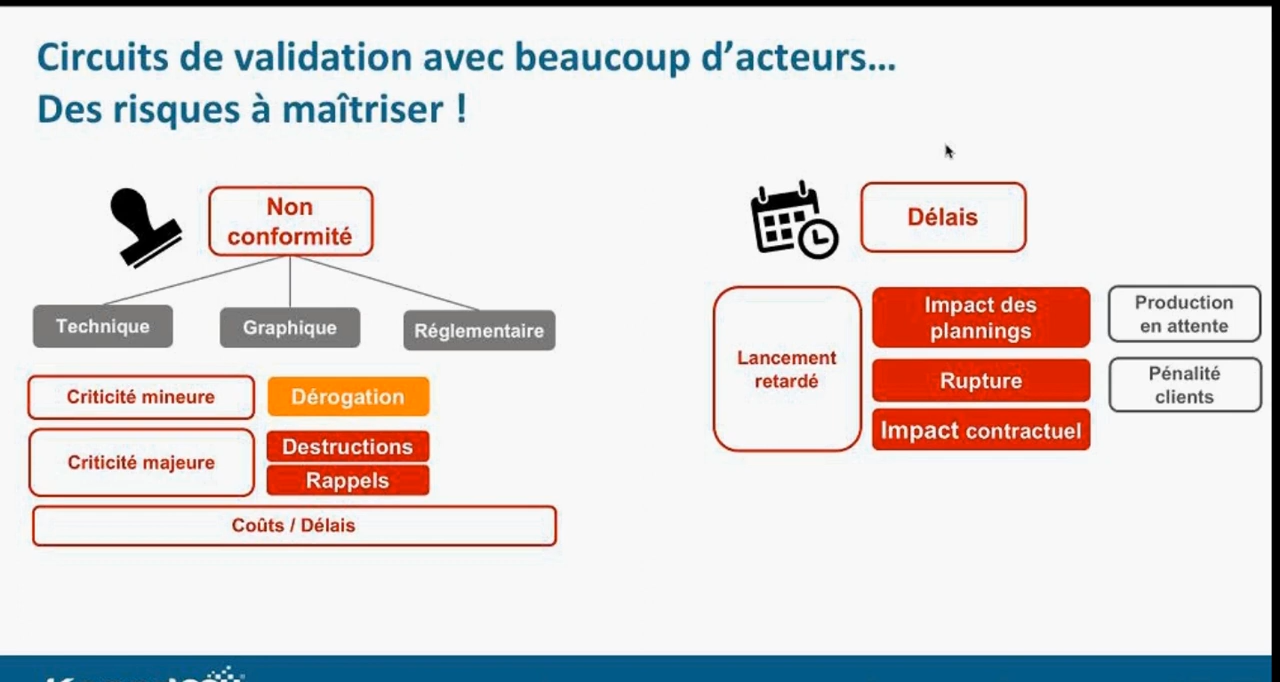 Circuits de validation avec beaucoup d'acteurs...
Des risques à maîtriser !
Non
conformité
Technique
Graphique
Réglementaire
Criticité mineure
Dérogation
Criticité majeure
Destructions
Rappels
Coûts / Délais
Délais
Lancement
retardé
Impact des
plannings
Rupture
Impact contractuel
Production
en attente
Pénalité
clients